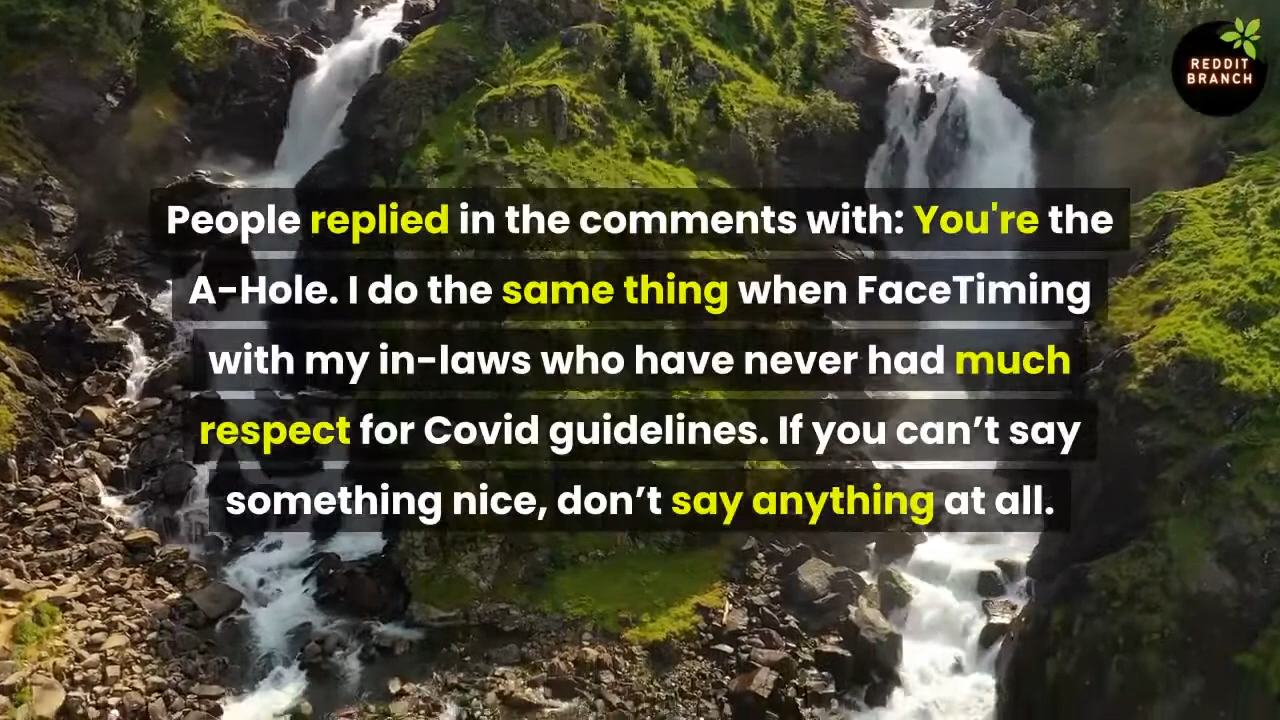 REDDIT
BRANCH
People replied in the comments with: You're the
A-Hole. I do the same thing when FaceTiming
with my in-laws who have never had much
respect for Covid guidelines. If you can’t say
something nice, don’t say anything at all.